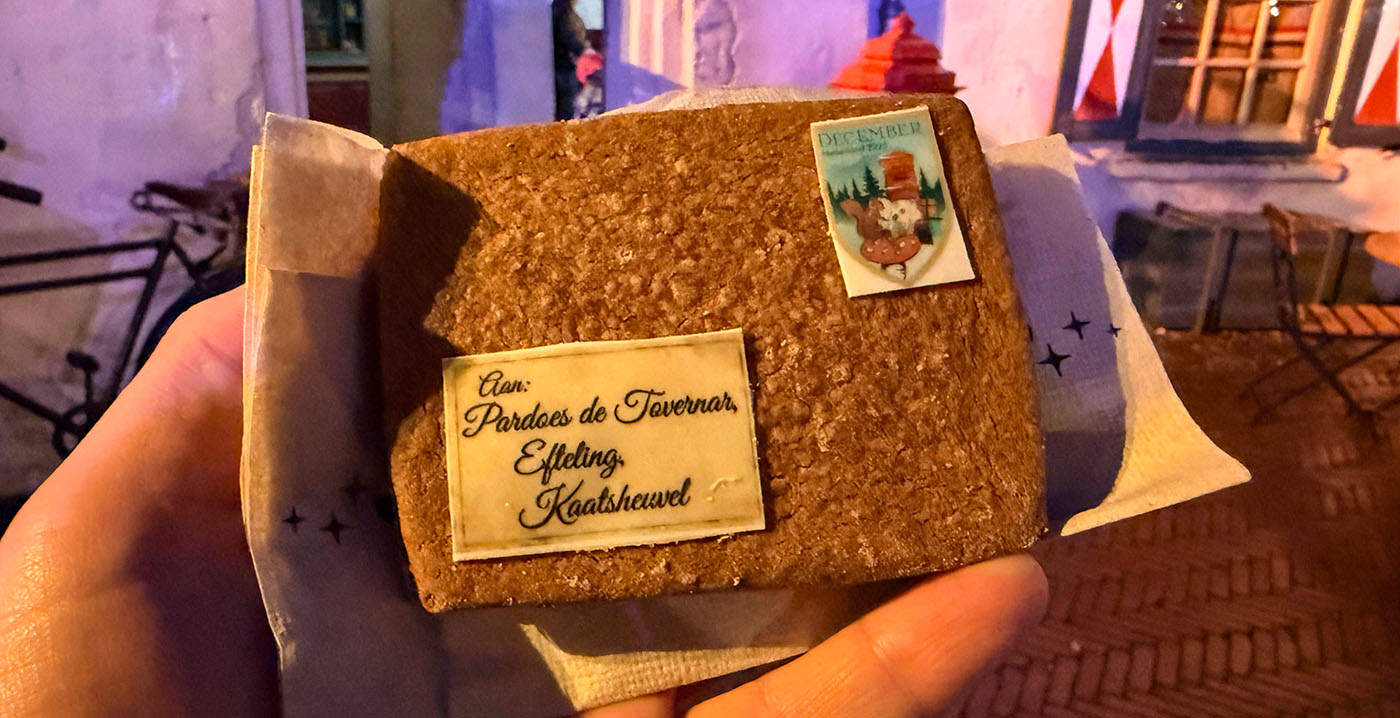 DECEMBER
Aan:
Pardoes de Tovernar,
Efteling,
Kaatsheuvel